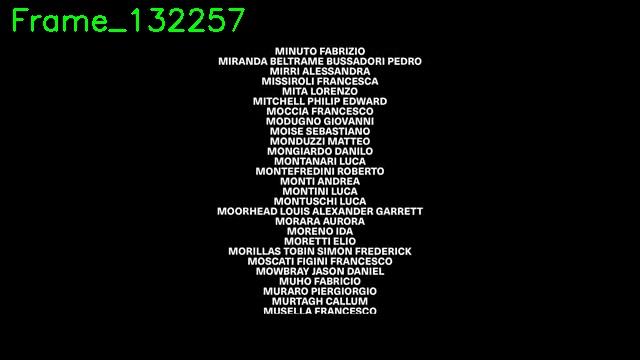 Frame_132257
MINUTO FABRIZIO
MIRANDA BELTRAME BUSSADORI PEDRO
MIRRI ALESSANDRA
MISSIROLI FRANCESCA
MITA LORENZO
MITCHELL PHILIP EDWARD
MOCCIA FRANCESCO
MODUGNO GIOVANNI
MOISE SEBASTIANO
MONDUZZI MATTEO
MONGIARDO DANILO
MONTANARI LUCA
MONTEFREDINI ROBERTO
MONTI ANDREA
MONTINI LUCA
MONTUSCHI LUCA
MOORHEAD LOUIS ALEXANDER GARRETT
MORARA AURORA
MORENO IDA
MORETTI ELIO
MORILLAS TOBIN SIMON FREDERICK
MOSCATI FIGINI FRANCESCO
MOWBRAY JASON DANIEL
MUHO FABRICIO
MURARO PIERGIORGIO
MURTAGH CALLUM
MUSELLA FRANCESCO